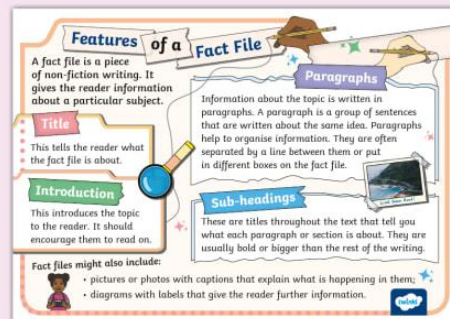 Features of a Fact File
A fact file is a piece
of non-fiction writing. It
gives the reader information
about a particular subject.
Title
This tells the reader what
the fact file is about.
Introduction
This introduces the topic
to the reader. It should
encourage them to read on.
Paragraphs
Information about the topic is written in
paragraphs. A paragraph is a group of sentences
that are written about the same idea. Paragraphs
help to organise information. They are often
separated by a line between them or put
in different boxes on the fact file.
Sub-headings
These are titles throughout the text that tell you
what each paragraph or section is about. They are
usually bold or bigger than the rest of the writing.
Fact files might also include:
• pictures or photos with captions that explain what is happening in them;
• diagrams with labels that give the reader further information.
twinkl